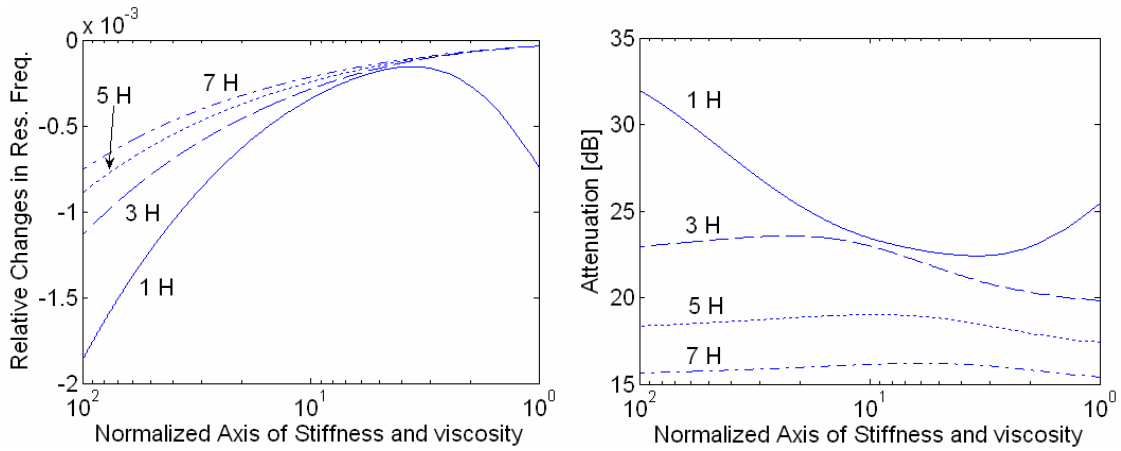 x 10^-3
0
-0.5
-1
-1.5
-2
Relative Changes in Res. Freq.
7 H
5 H
3 H
1 H
10^2
10^1
10^0
Normalized Axis of Stiffness and viscosity
35
30
25
20
15
Attenuation [dB]
1 H
3 H
5 H
7 H
10^2
10^1
10^0
Normalized Axis of Stiffness and viscosity